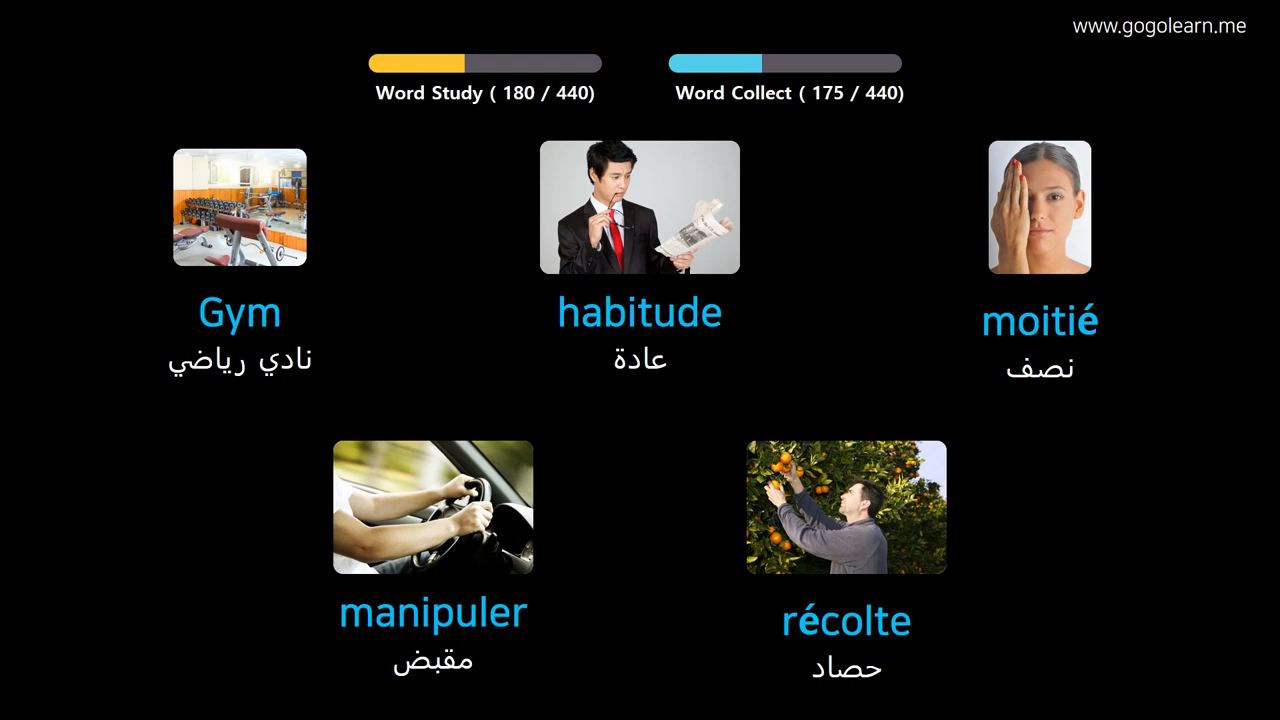 www.gogolearn.me
Word Study ( 180 / 440)
Word Collect ( 175 / 440)
Gym
نادي رياضي
habitude
عادة
moitié
نصف
manipuler
مقبض
récolte
حصاد